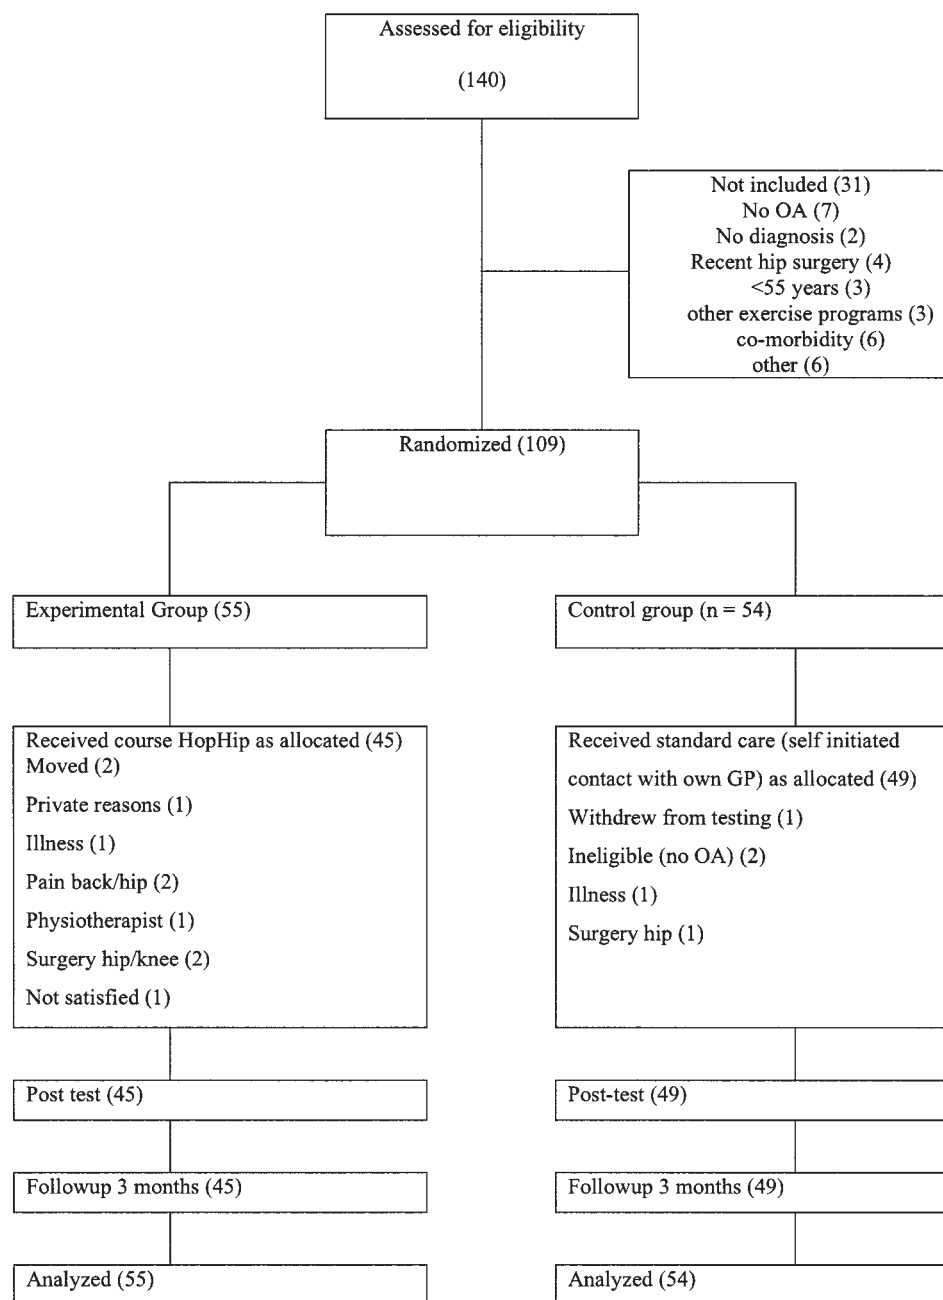 Assessed for eligibility
(140)
Not included (31)
No OA (7)
No diagnosis (2)
Recent hip surgery (4)
<55 years (3)
other exercise programs (3)
co-morbidity (6)
other (6)
Randomized (109)
Experimental Group (55)
Control group (n = 54)
Received course HopHip as allocated (45)
Moved (2)
Private reasons (1)
Illness (1)
Pain back/hip (2)
Physiotherapist (1)
Surgery hip/knee (2)
Not satisfied (1)
Received standard care (self initiated
contact with own GP) as allocated (49)
Withdrew from testing (1)
Ineligible (no OA) (2)
Illness (1)
Surgery hip (1)
Post test (45)
Post-test (49)
Followup 3 months (45)
Followup 3 months (49)
Analyzed (55)
Analyzed (54)